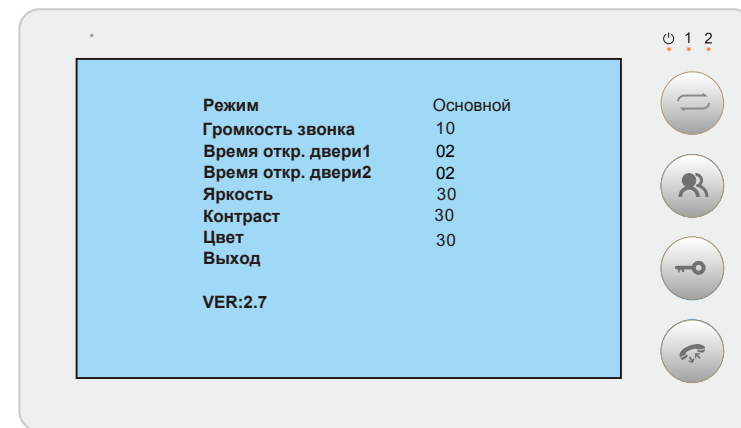 1 2
Режим Основной
Громкость звонка 10
Время откр. двери1 02
Время откр. двери2 02
Яркость 30
Контраст 30
Цвет 30
Выход
VER:2.7